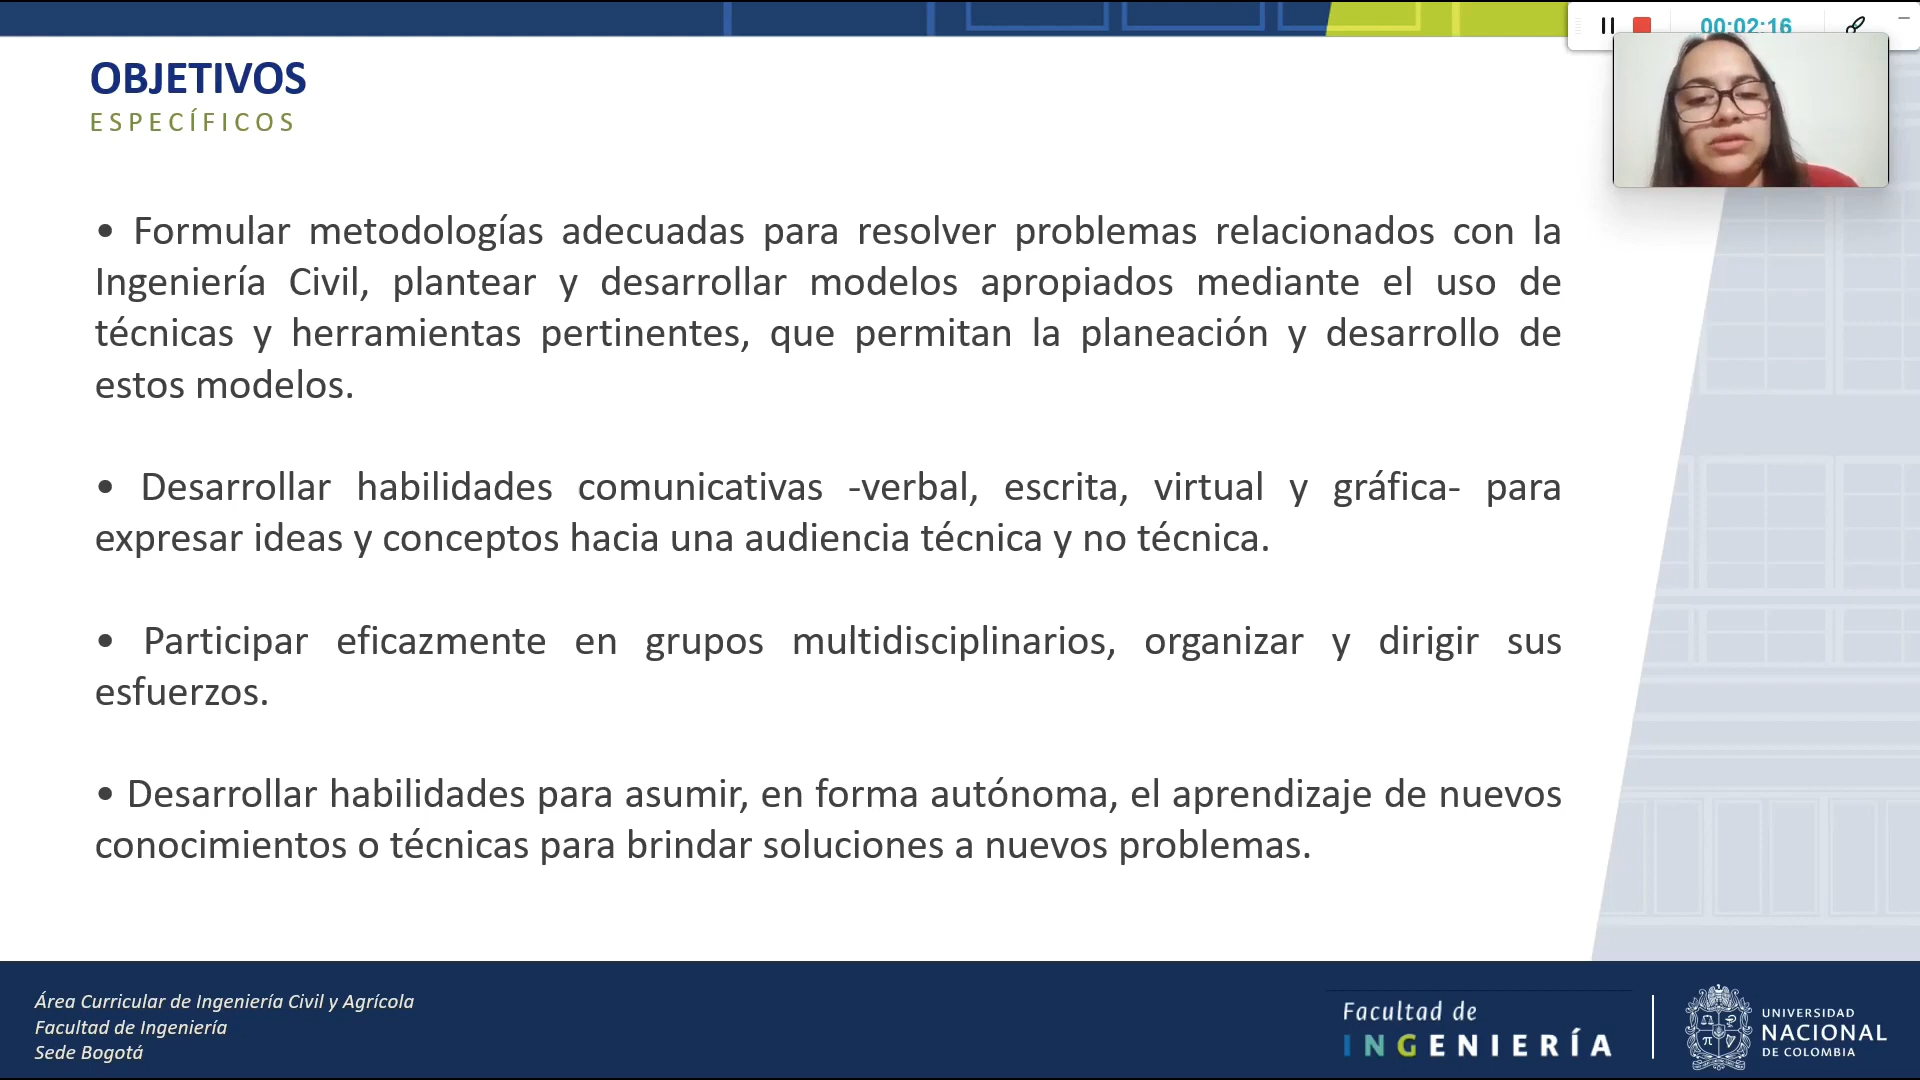 00:02:16
OBJETIVOS
ESPECÍFICOS
• Formular metodologías adecuadas para resolver problemas relacionados con la
Ingeniería Civil, plantear y desarrollar modelos apropiados mediante el uso de
técnicas y herramientas pertinentes, que permitan la planeación y desarrollo de
estos modelos.
• Desarrollar habilidades comunicativas -verbal, escrita, virtual y gráfica- para
expresar ideas y conceptos hacia una audiencia técnica y no técnica.
• Participar eficazmente en grupos multidisciplinarios, organizar y dirigir sus
esfuerzos.
• Desarrollar habilidades para asumir, en forma autónoma, el aprendizaje de nuevos
conocimientos o técnicas para brindar soluciones a nuevos problemas.
Área Curricular de Ingeniería Civil y Agrícola
Facultad de Ingeniería
Sede Bogotá
Facultad de
INGENIERÍA
UNIVERSIDAD
NACIONAL
DE COLOMBIA